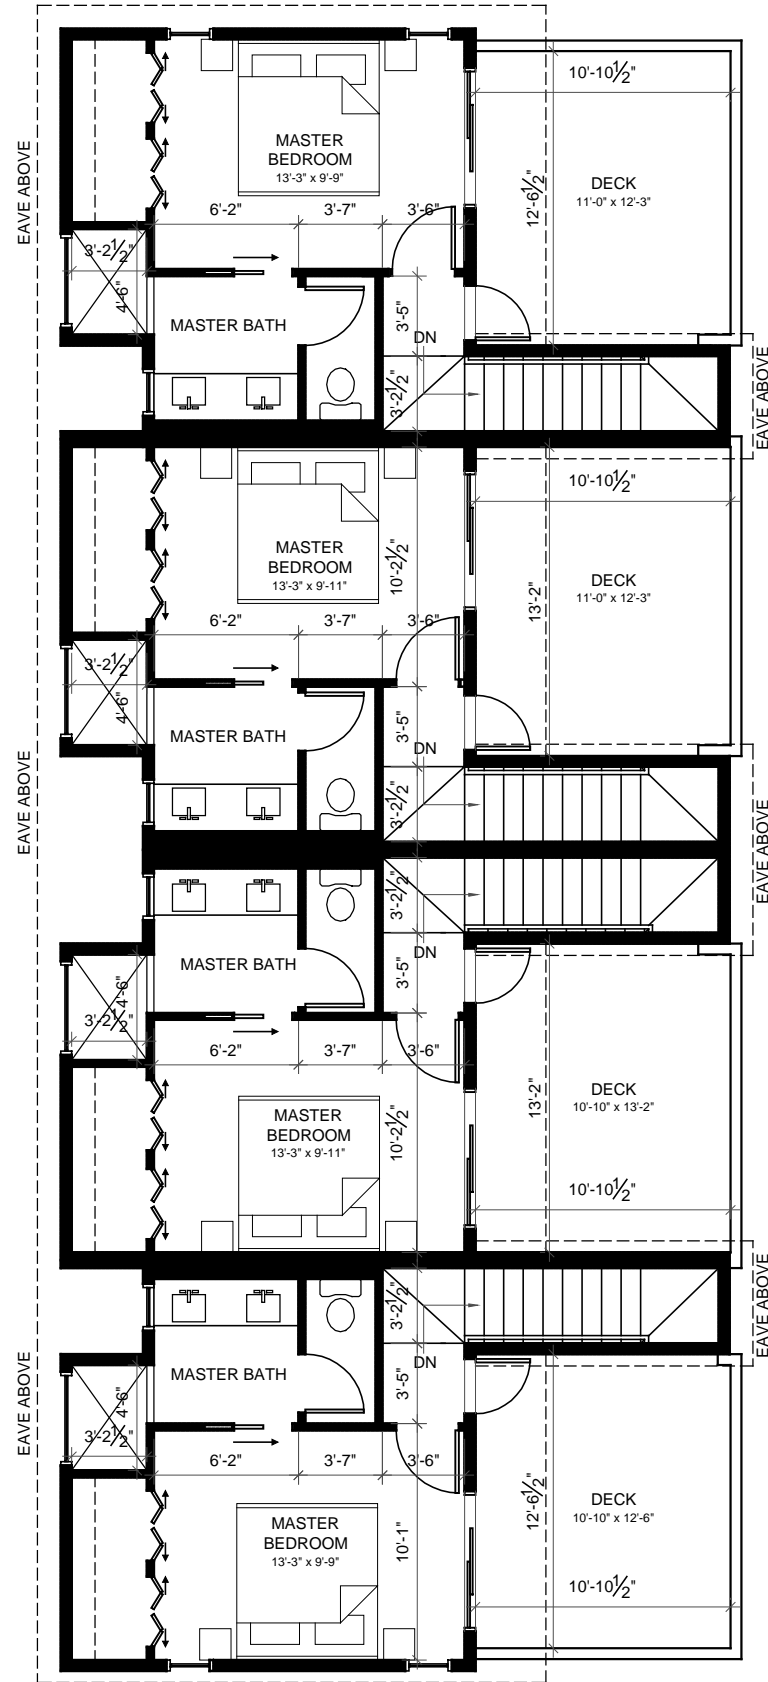 10'-10½"
MASTER
BEDROOM
13'-3" x 9'-9"
DECK
11'-0" x 12'-3"
12'-6½"
EAVE ABOVE
6'-2"
3'-7"
3'-6"
3'-2½"
4'-6"
MASTER BATH
3'-5"
DN
3'-2½"
EAVE ABOVE
10'-10½"
MASTER
BEDROOM
13'-3" x 9'-11"
10'-2½"
DECK
11'-0" x 12'-3"
13'-2"
6'-2"
3'-7"
3'-6"
3'-2½"
4'-6"
MASTER BATH
3'-5"
DN
EAVE ABOVE
3'-2½"
EAVE ABOVE
3'-2½"
MASTER BATH
DN
3'-5"
4'-6"
3'-2½"
6'-2"
3'-7"
3'-6"
MASTER
BEDROOM
13'-3" x 9'-11"
10'-2½"
13'-2"
DECK
10'-10" x 13'-2"
10'-10½"
3'-2½"
EAVE ABOVE
MASTER BATH
DN
3'-5"
EAVE ABOVE
4'-6"
3'-2½"
6'-2"
3'-7"
3'-6"
MASTER
BEDROOM
13'-3" x 9'-9"
10'-1"
12'-6½"
DECK
10'-10" x 12'-6"
10'-10½"